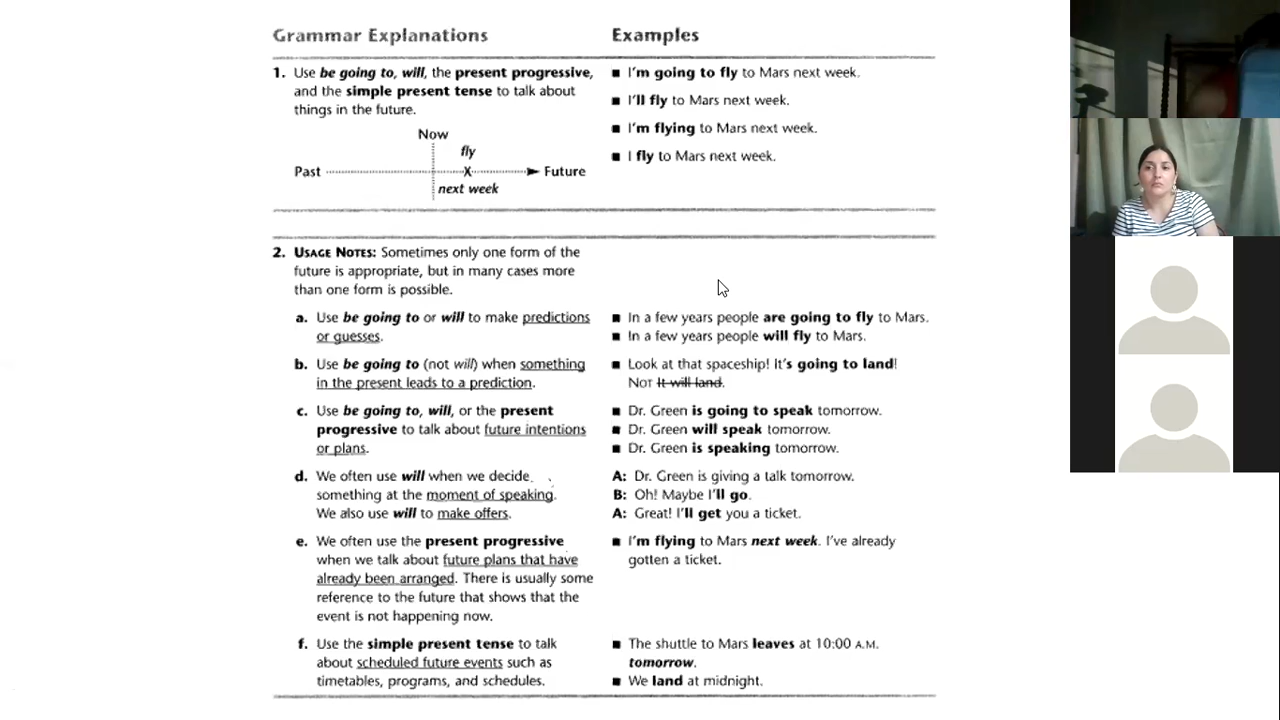 Grammar Explanations
Examples
1. Use be going to, will, the present progressive,
and the simple present tense to talk about
things in the future.
Now
fly
Past
Future
next week
■ I'm going to fly to Mars next week.
■ I'll fly to Mars next week.
■ I'm flying to Mars next week.
■ I fly to Mars next week.
2. USAGE NOTES: Sometimes only one form of the
future is appropriate, but in many cases more
than one form is possible.
a. Use be going to or will to make predictions
or guesses.
■ In a few years people are going to fly to Mars.
■ In a few years people will fly to Mars.
b. Use be going to (not will) when something
in the present leads to a prediction.
■ Look at that spaceship! It's going to land!
NOT It will land.
c. Use be going to, will, or the present
progressive to talk about future intentions
or plans.
■ Dr. Green is going to speak tomorrow.
■ Dr. Green will speak tomorrow.
■ Dr. Green is speaking tomorrow.
d. We often use will when we decide
something at the moment of speaking.
We also use will to make offers.
A: Dr. Green is giving a talk tomorrow.
B: Oh! Maybe I'll go.
A: Great! I'll get you a ticket.
e. We often use the present progressive
when we talk about future plans that have
already been arranged. There is usually some
reference to the future that shows that the
event is not happening now.
■ I'm flying to Mars next week. I've already
gotten a ticket.
f. Use the simple present tense to talk
about scheduled future events such as
timetables, programs, and schedules.
■ The shuttle to Mars leaves at 10:00 A.M.
tomorrow.
■ We land at midnight.